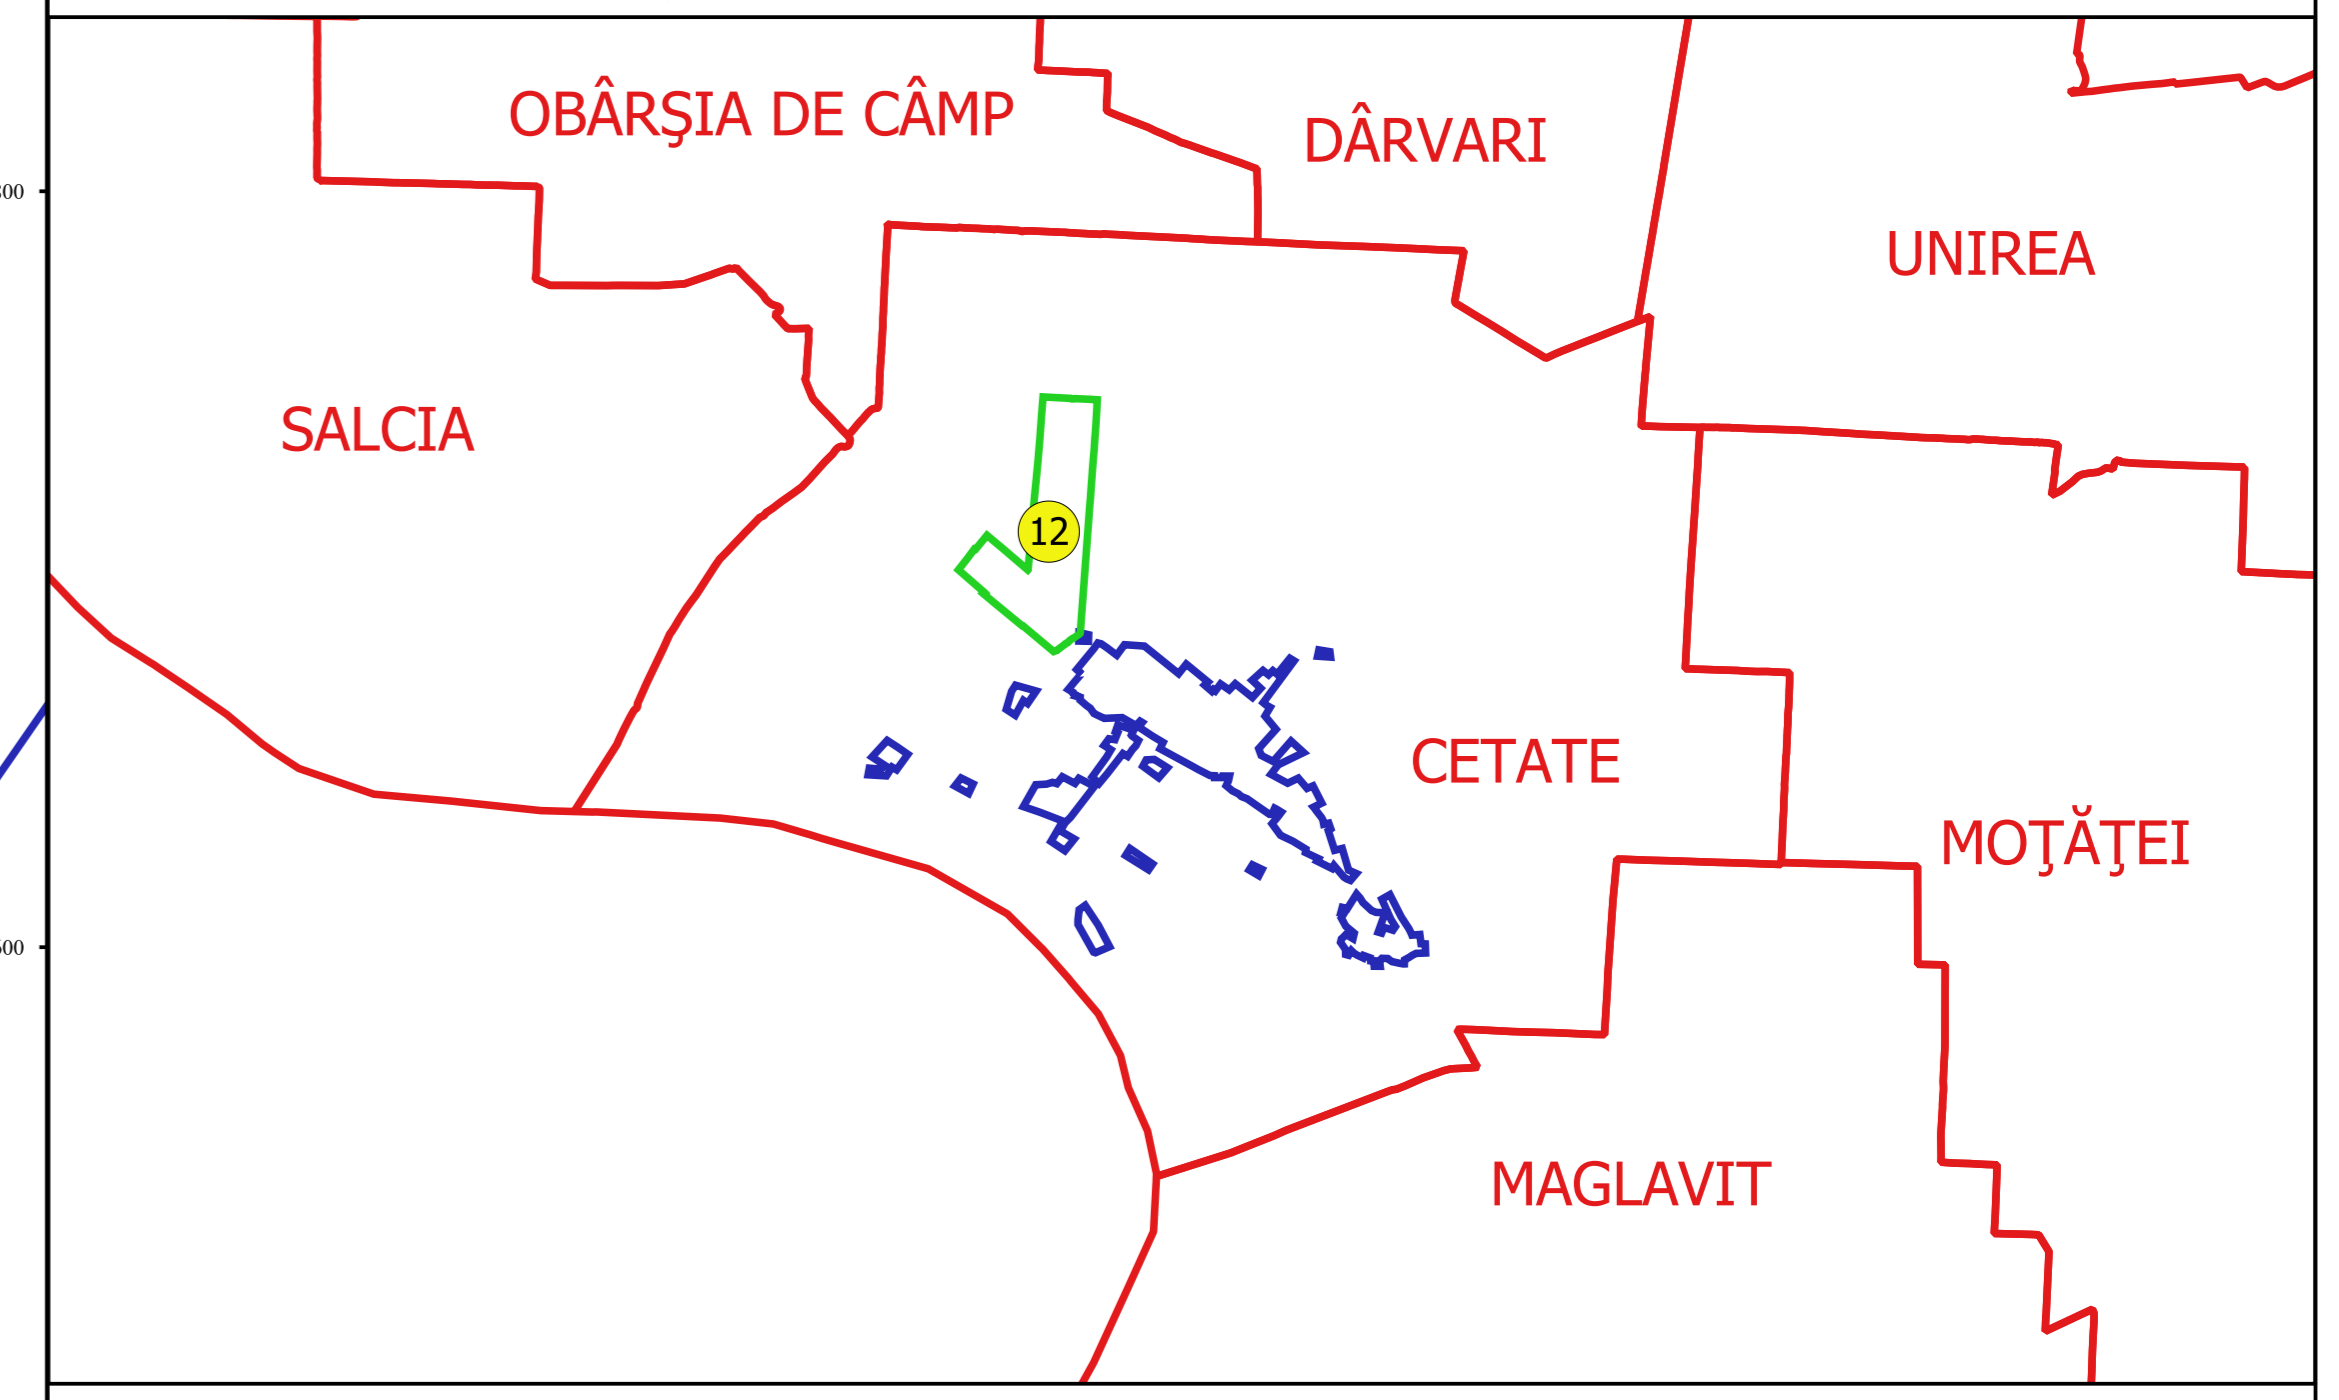 OBÂRŞIA DE CÂMP
DÂRVARI
UNIREA
SALCIA
12
CETATE
MOŢĂŢEI
MAGLAVIT